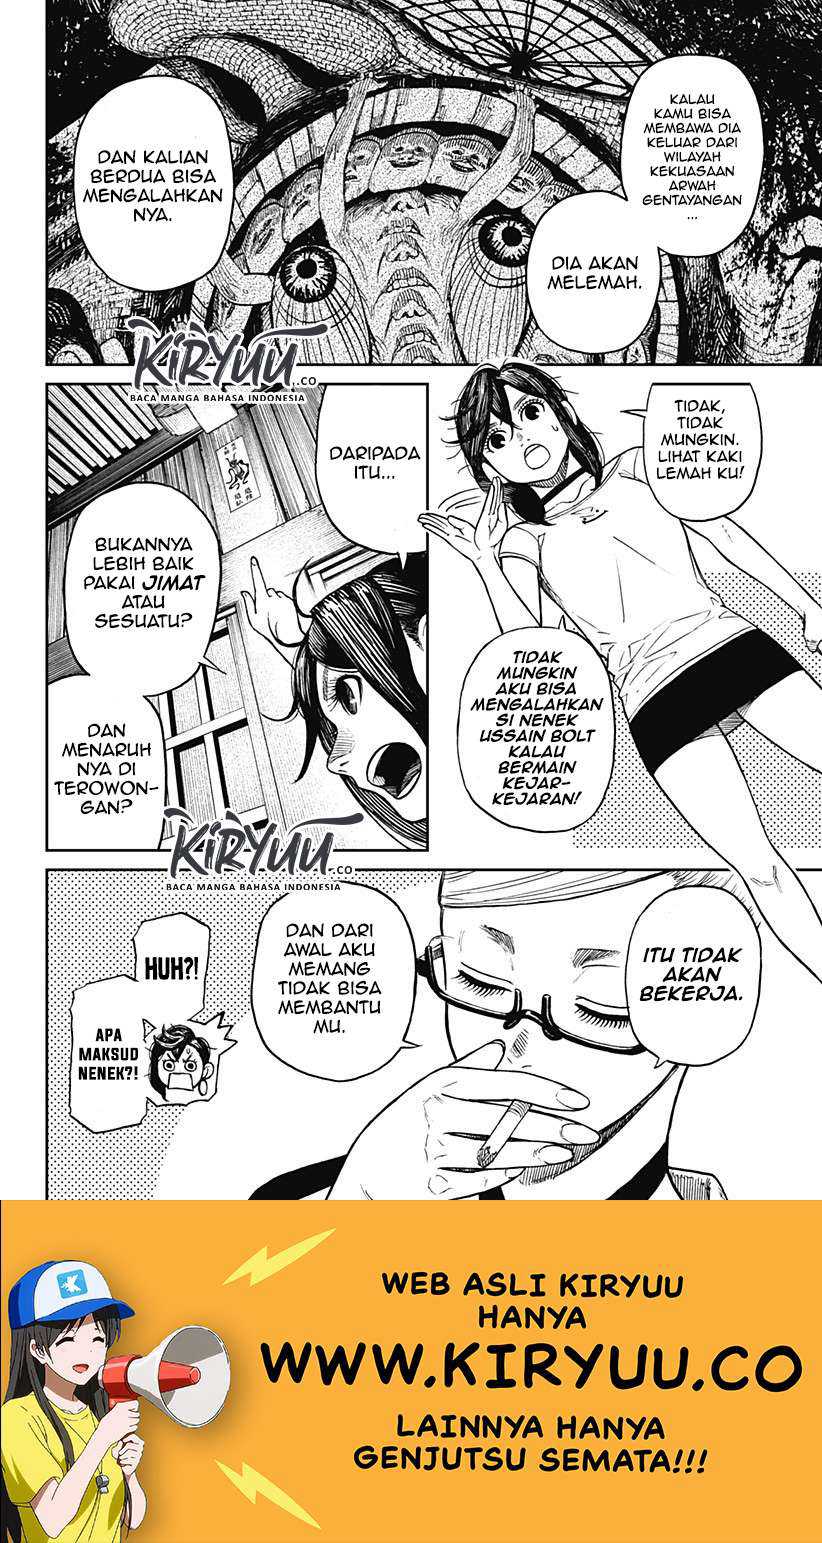 KALAU
KAMU BISA
MEMBAWA DIA
KELUAR DARI
WILAYAH
KEKUASAAN
ARWAH
GENTAYANGAN
...
DIA AKAN
MELEMAH.
DAN KALIAN
BERDUA BISA
MENGALAHKAN
NYA.
KIRYUU
.co
BACA MANGA BAHASA INDONESIA
TIDAK,
TIDAK
MUNGKIN.
LIHAT KAKI
LEMAH KU!
TIDAK
MUNGKIN
AKU BISA
MENGALAHKAN
SI NENEK
USSAIN BOLT
KALAU
BERMAIN
KEJAR-
KEJARAN!
DARIPADA
ITU...
BUKANNYA
LEBIH BAIK
PAKAI JIMAT
ATAU
SESUATU?
DAN
MENARUH
NYA DI
TEROWON-
GAN?
KIRYUU
.co
BACA MANGA BAHASA INDONESIA
ITU TIDAK
AKAN
BEKERJA.
DAN DARI
AWAL AKU
MEMANG
TIDAK BISA
MEMBANTU
MU.
HUH?!
APA
MAKSUD
NENEK?!
WEB ASLI KIRYUU
HANYA
WWW.KIRYUU.CO
LAINNYA HANYA
GENJUTSU SEMATA!!!